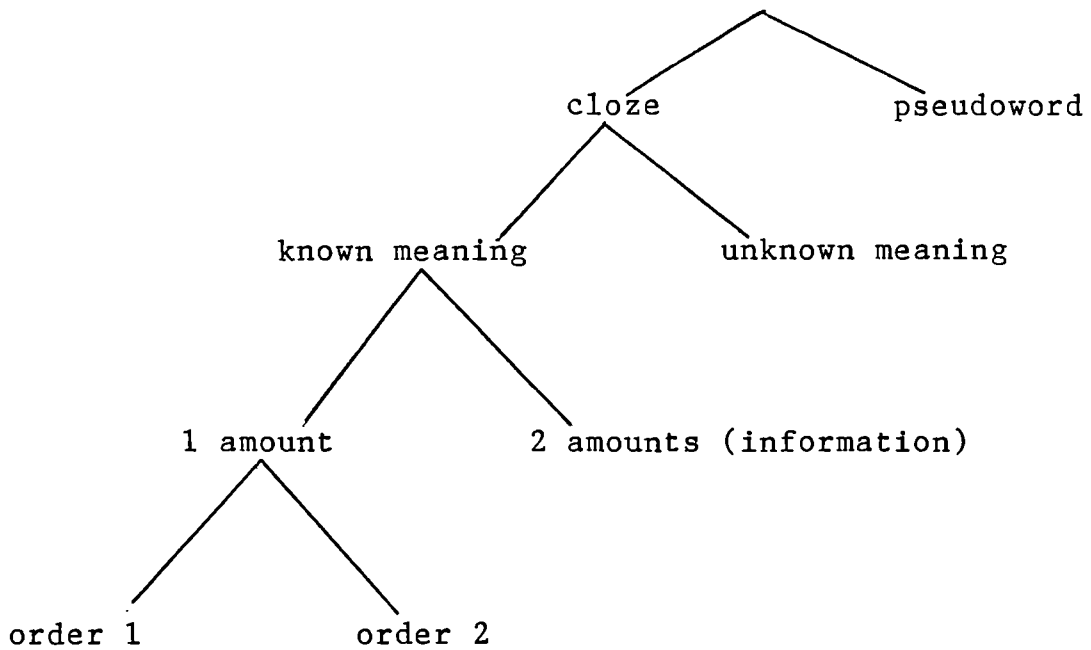 cloze pseudoword
known meaning unknown meaning
1 amount 2 amounts (information)
order 1 order 2